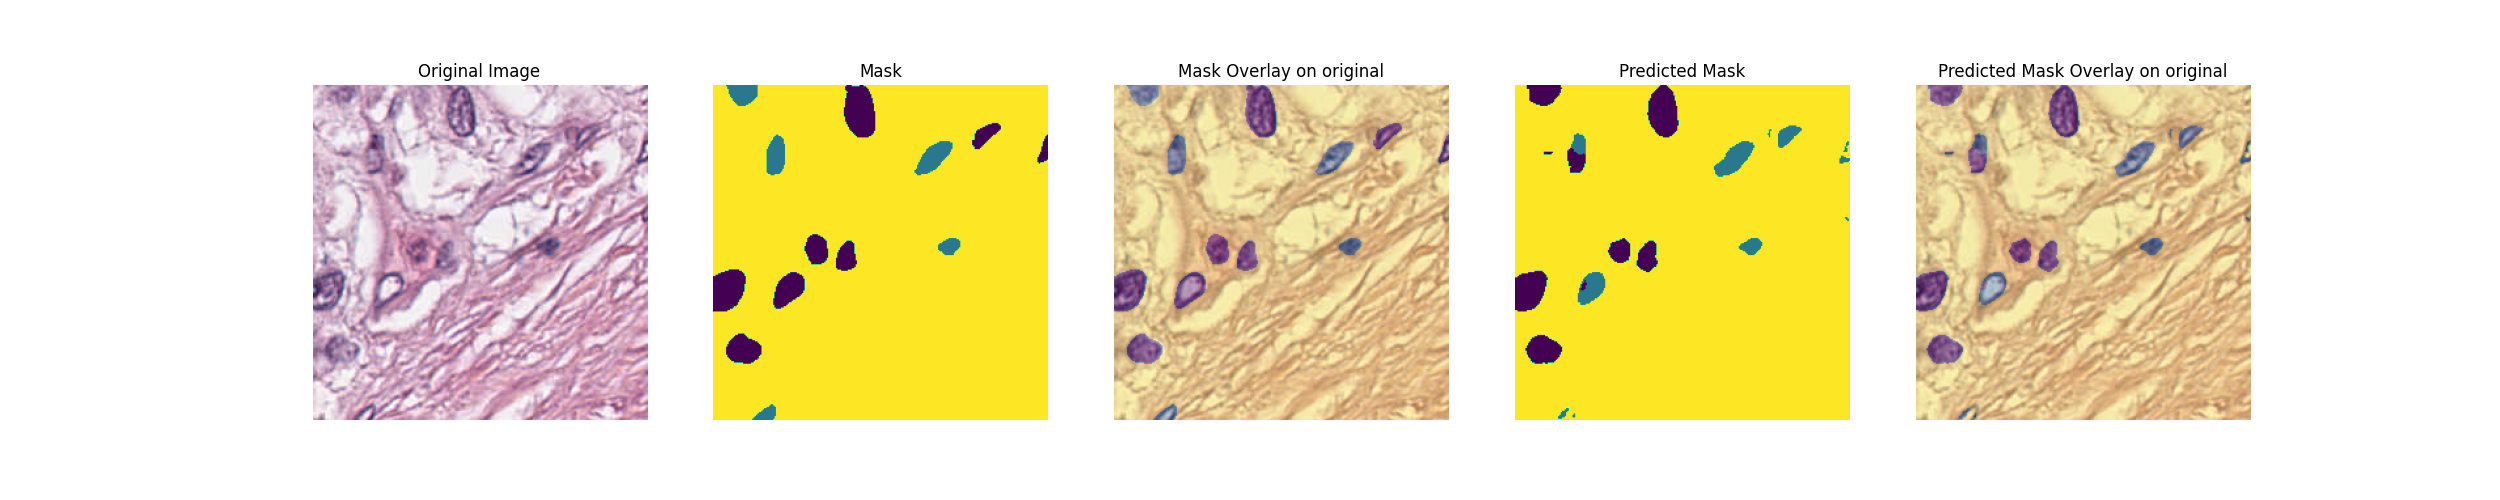 Original Image
Mask
Mask Overlay on original
Predicted Mask
Predicted Mask Overlay on original